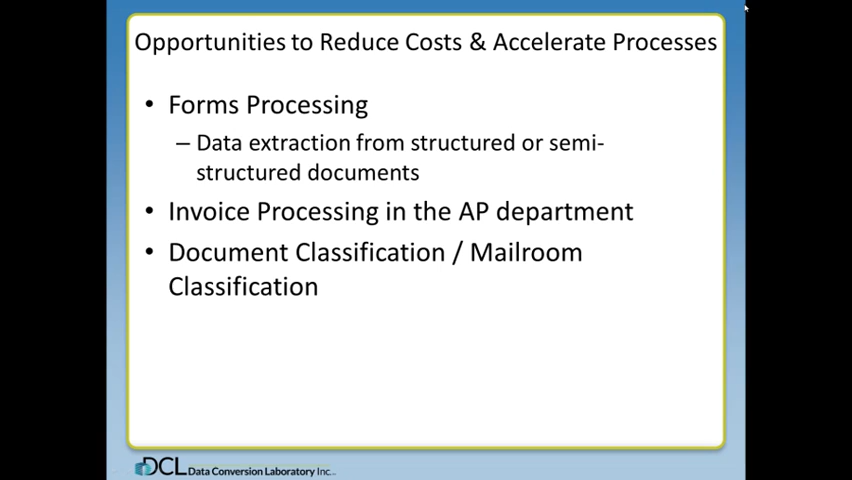 Opportunities to Reduce Costs & Accelerate Processes
• Forms Processing
– Data extraction from structured or semi-
structured documents
• Invoice Processing in the AP department
• Document Classification / Mailroom
Classification
DCL Data Conversion Laboratory Inc.